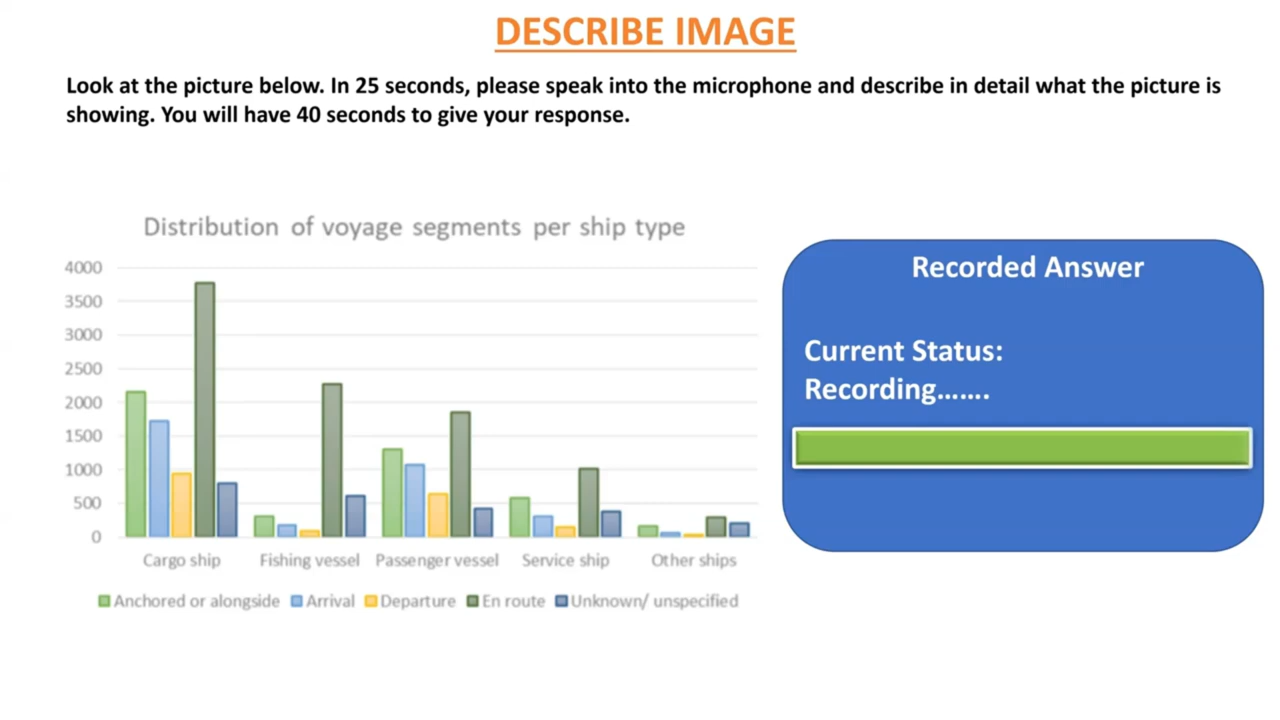 DESCRIBE IMAGE
Look at the picture below. In 25 seconds, please speak into the microphone and describe in detail what the picture is
showing. You will have 40 seconds to give your response.
Distribution of voyage segments per ship type
4000
3500
3000
2500
2000
1500
1000
500
0
Cargo ship Fishing vessel Passenger vessel Service ship Other ships
Anchored or alongside Arrival Departure En route Unknown/ unspecified
Recorded Answer
Current Status:
Recording.......